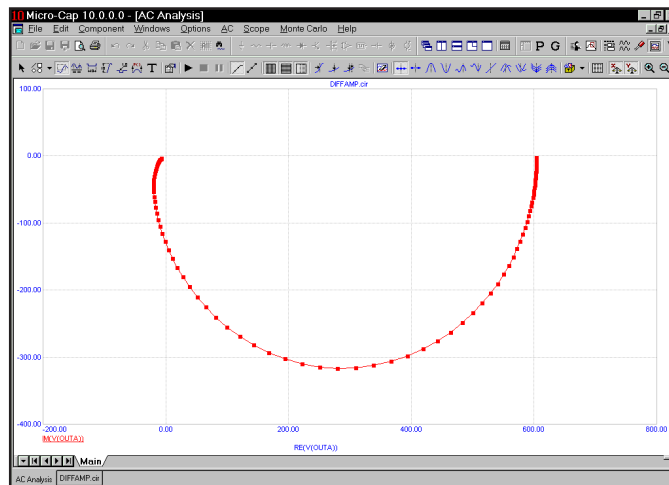 10 Micro-Cap 10.0.0.0 - [AC Analysis]
File Edit Component Windows Options AC Scope Monte Carlo Help
P G
T
DIFFAMP.cir
100.00
0.00
-100.00
-200.00
-300.00
-400.00
-200.00 0.00 200.00 400.00 600.00 800.00
IM(V(OUTA))
RE(V(OUTA))
Main
AC Analysis DIFFAMP.cir